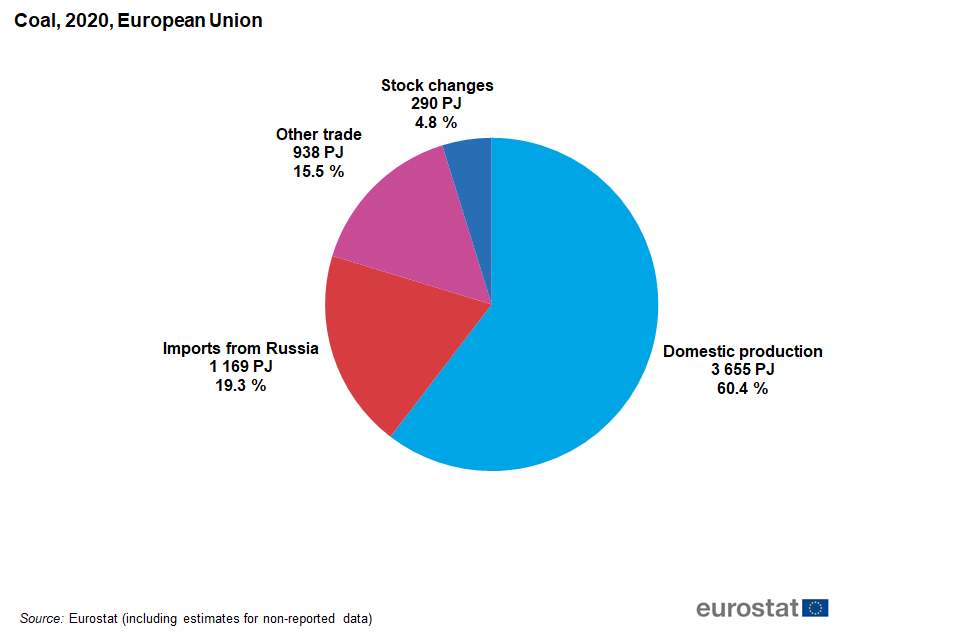 Coal, 2020, European Union
Stock changes
290 PJ
4.8 %
Other trade
938 PJ
15.5 %
Imports from Russia
1 169 PJ
19.3 %
Domestic production
3 655 PJ
60.4 %
Source: Eurostat (including estimates for non-reported data)
eurostat